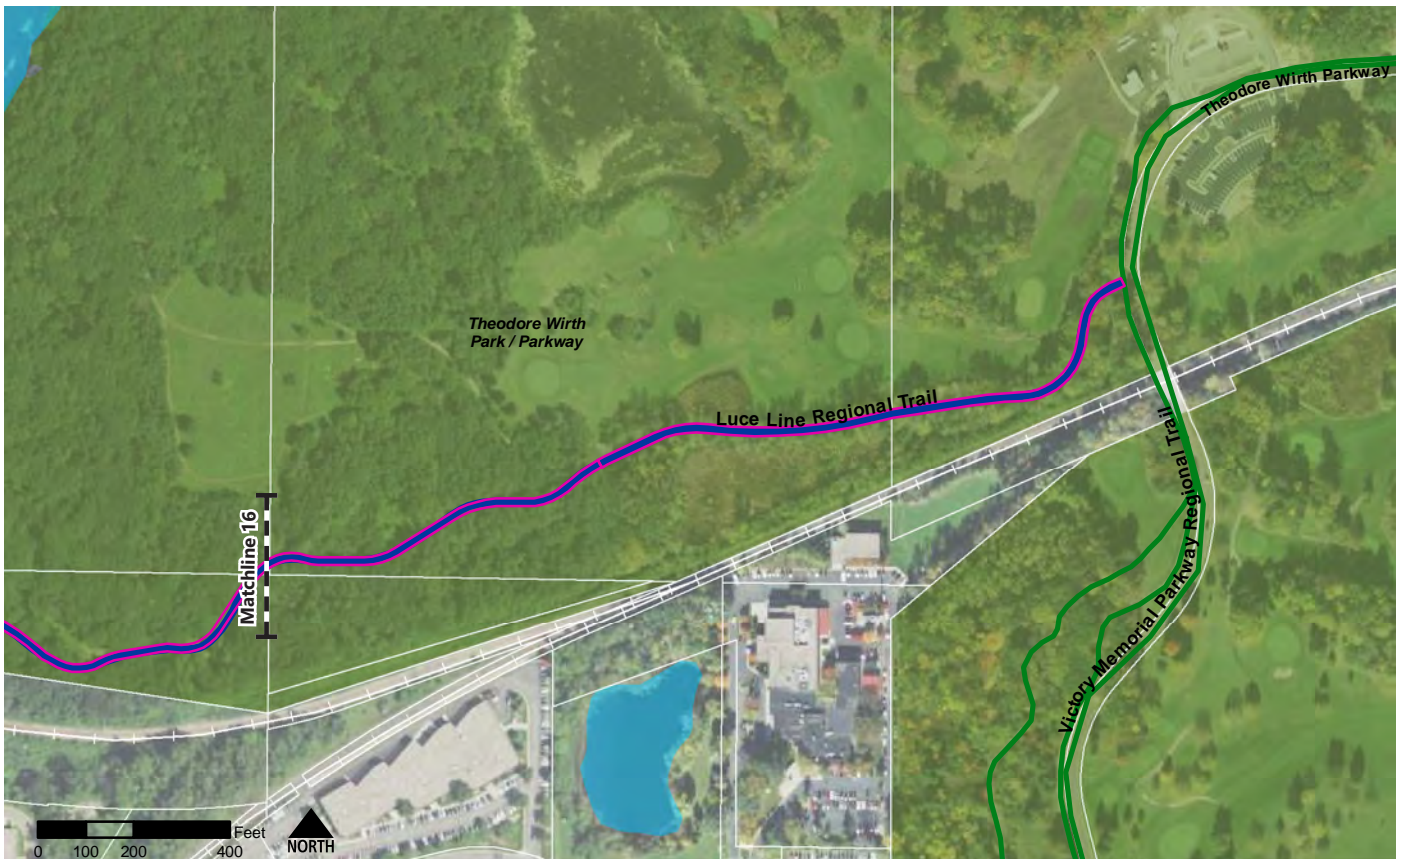 Theodore Wirth Parkway
Theodore Wirth
Park / Parkway
Luce Line Regional Trail
Victory Memorial Parkway Regional Trail
Matchline 16
Feet
0 100 200 400
NORTH